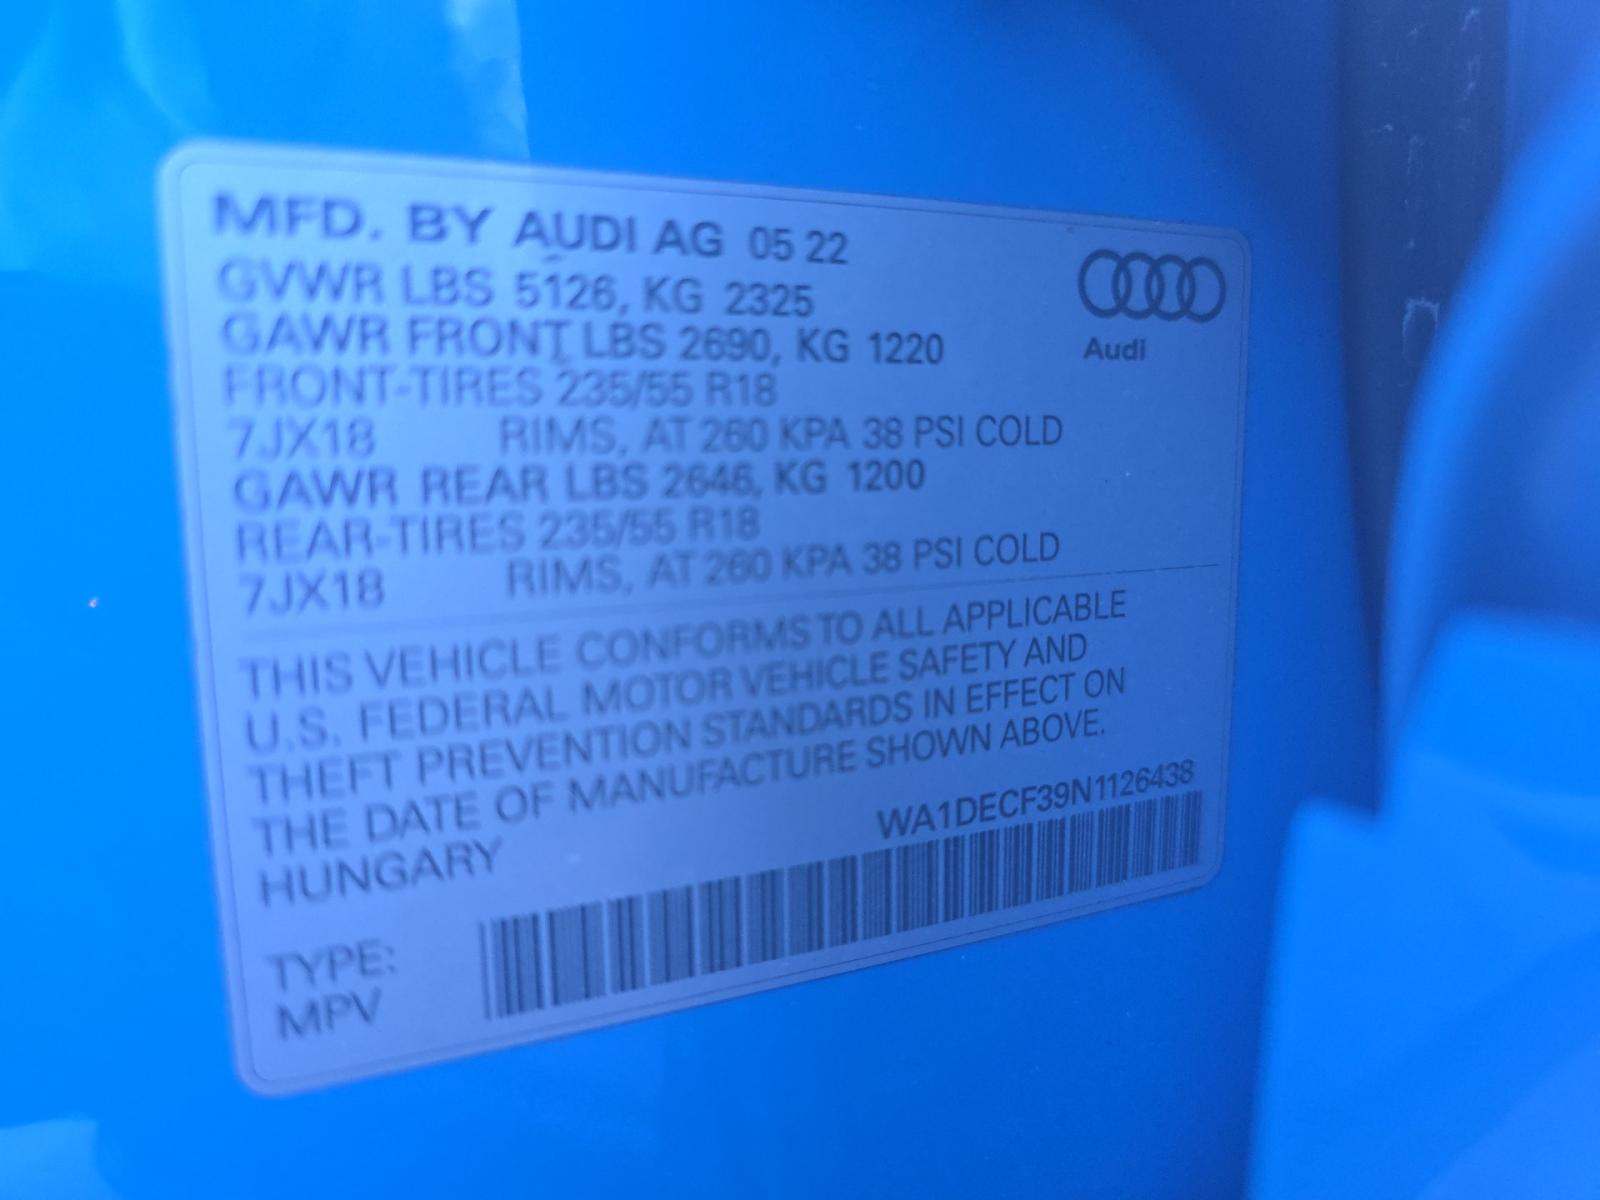 MFD. BY AUDI AG 05 22
GVWR LBS 5126, KG 2325
GAWR FRONT LBS 2690, KG 1220
FRONT-TIRES 235/55 R18
7JX18 RIMS, AT 260 KPA 38 PSI COLD
GAWR REAR LBS 2646, KG 1200
REAR-TIRES 235/55 R18
7JX18 RIMS, AT 260 KPA 38 PSI COLD
Audi
THIS VEHICLE CONFORMS TO ALL APPLICABLE
U.S. FEDERAL MOTOR VEHICLE SAFETY AND
THEFT PREVENTION STANDARDS IN EFFECT ON
THE DATE OF MANUFACTURE SHOWN ABOVE.
HUNGARY
WA1DECF39N1126438
TYPE:
MPV